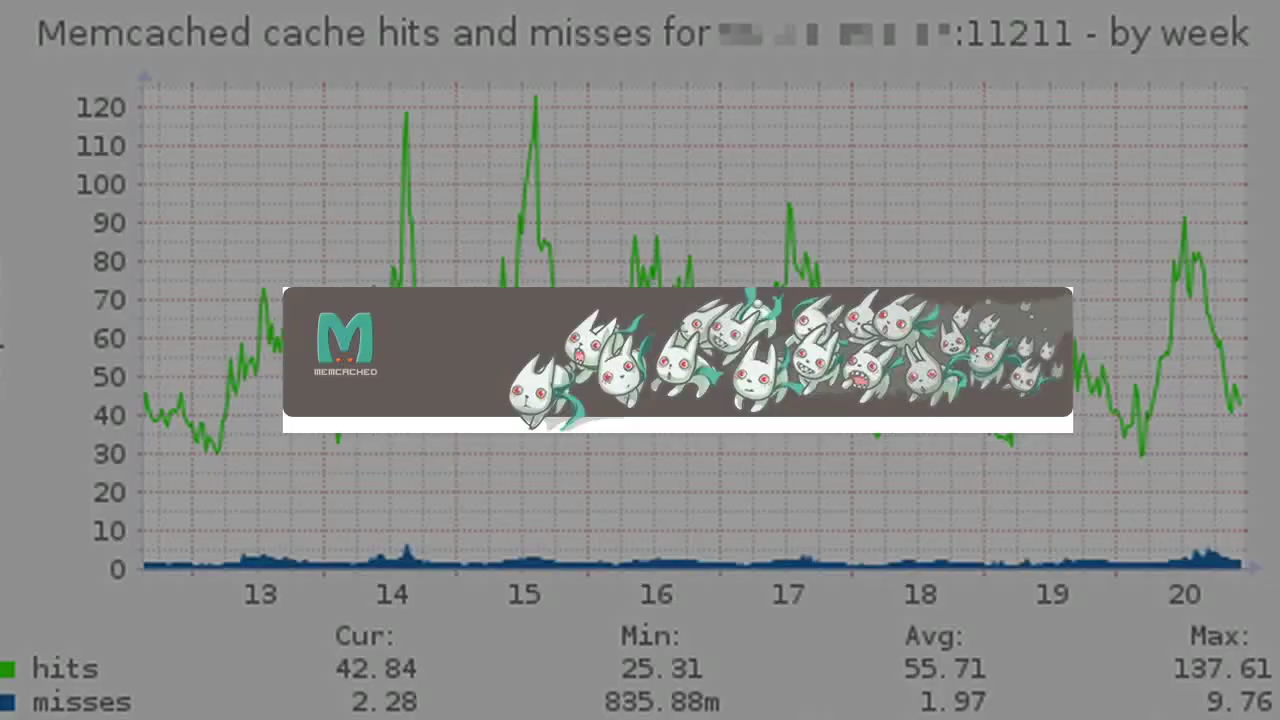 Memcached cache hits and misses for :11211 - by week
120
110
100
90
80
70
60
50
40
30
20
10
0
M
MEMCACHED
13 14 15 16 17 18 19 20
Cur: Min: Avg: Max:
hits 42.84 25.31 55.71 137.61
misses 2.28 835.88m 1.97 9.76